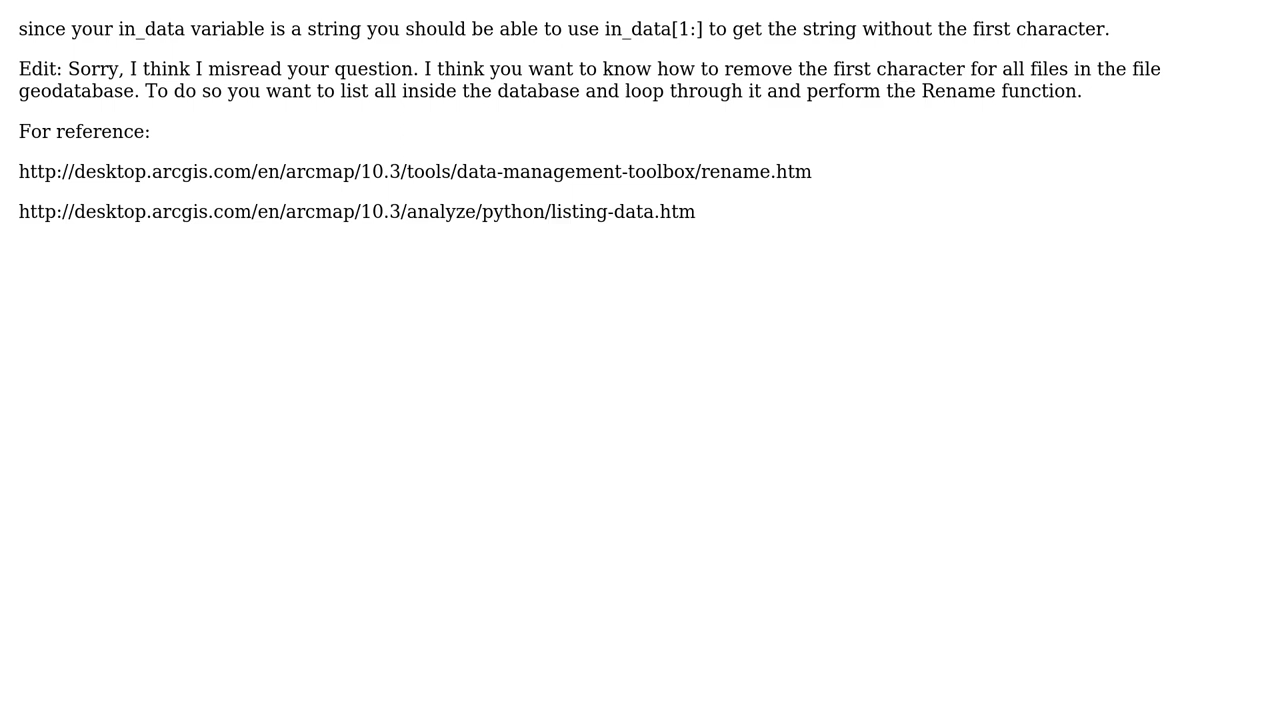 since your in_data variable is a string you should be able to use in_data[1:] to get the string without the first character.
Edit: Sorry, I think I misread your question. I think you want to know how to remove the first character for all files in the file
geodatabase. To do so you want to list all inside the database and loop through it and perform the Rename function.
For reference:
http://desktop.arcgis.com/en/arcmap/10.3/tools/data-management-toolbox/rename.htm
http://desktop.arcgis.com/en/arcmap/10.3/analyze/python/listing-data.htm